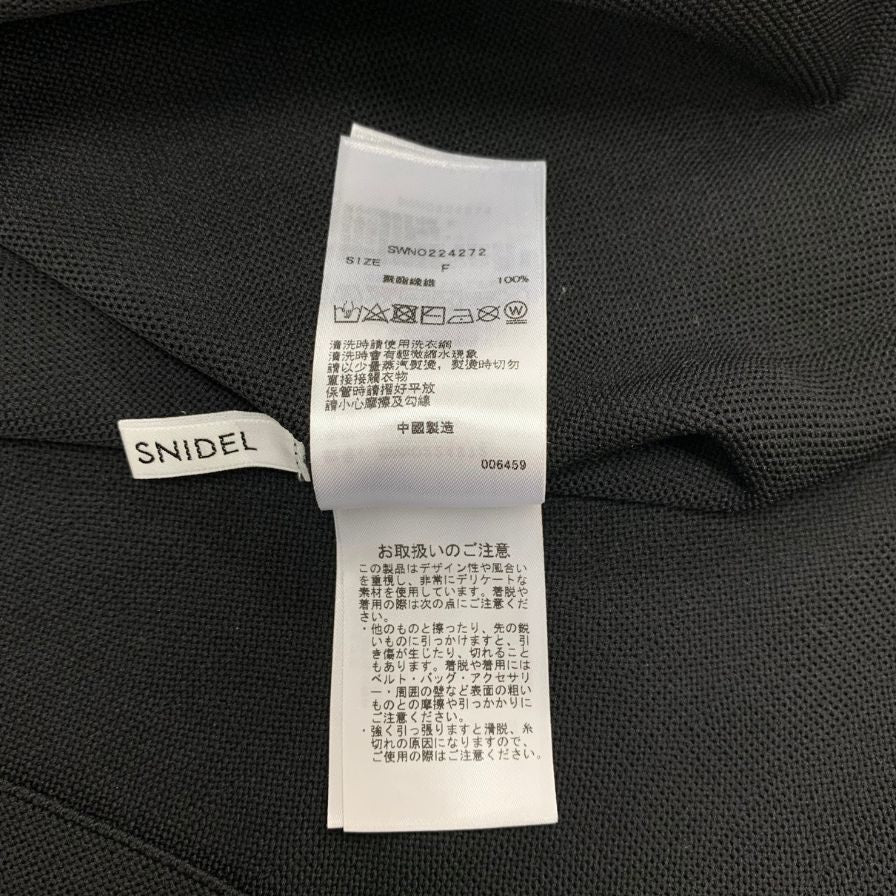 SWNO224272
SIZE F
聚酯纖維 100%
W
清洗時請使用洗衣網
清洗時會有輕微縮水現象
請以少量蒸汽熨燙，熨燙時切勿
直接接觸衣物
保管時請摺好平放
請小心摩擦及勾線
中國製造
006459
SNIDEL
お取扱いのご注意
この製品はデザイン性や風合い
を重視し、非常にデリケートな
素材を使用しています。着脱や
着用の際は次の点にご注意くだ
さい。
・他のものと擦ったり、先の鋭
いものに引っかけますと、引
き傷が生じたり、切れること
もあります。着脱や着用には
ベルト・バッグ・アクセサリ
ー・周囲の壁など表面の粗い
ものとの摩擦や引っかかりに
ご注意ください。
・強く引っ張りますと滑脱、糸
切れの原因になりますので、
ご使用の際はご注意ください。